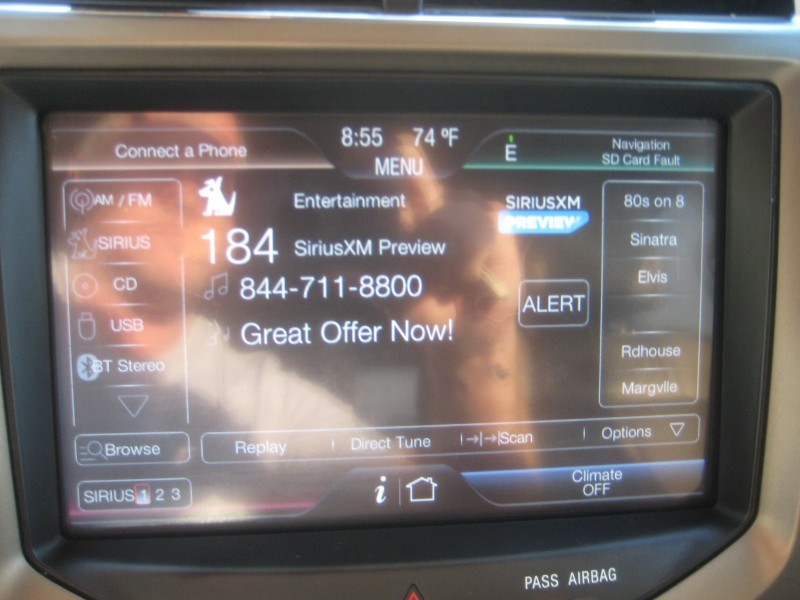 8:55 74 ºF
Connect a Phone
MENU
E
Navigation
SD Card Fault
AM / FM
SIRIUS
CD
USB
BT Stereo
Browse
SIRIUS 1 2 3
Entertainment
184 SiriusXM Preview
844-711-8800
Great Offer Now!
SIRIUSXM
PREVIEW
ALERT
80s on 8
Sinatra
Elvis
Rdhouse
Margvlle
Replay Direct Tune Scan Options
i
Climate
OFF
PASS AIRBAG